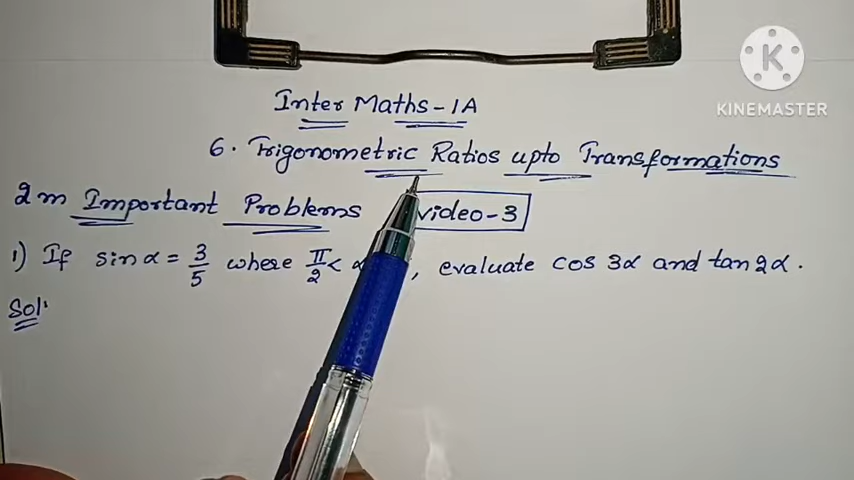 Inter Maths-1A
6. Trigonometric Ratios upto Transformations
2m Important Problems video-3
1) If sin α = 3/5 where π/2 < α , evaluate cos 3α and tan 2α.
Sol:
K
KINEMASTER